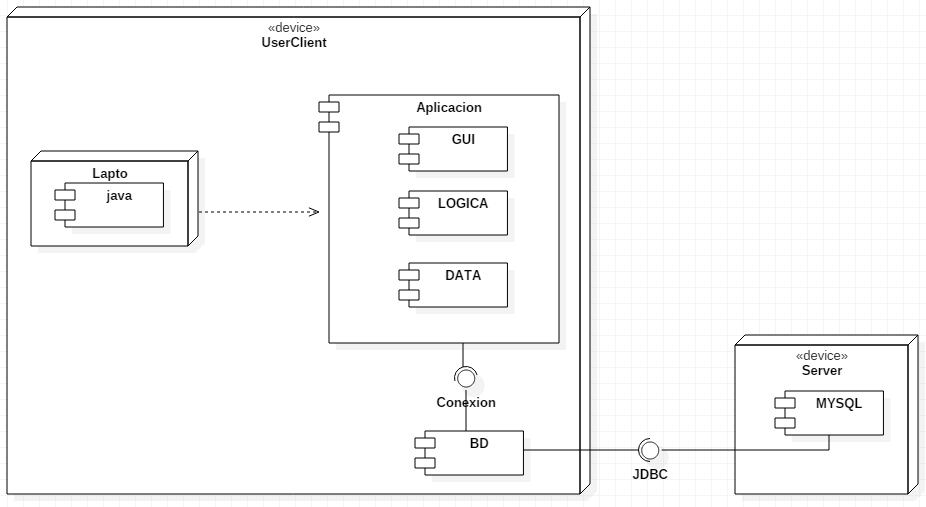 «device»
UserClient
Aplicacion
GUI
Lapto
java
LOGICA
DATA
«device»
Server
Conexion
MYSQL
BD
JDBC